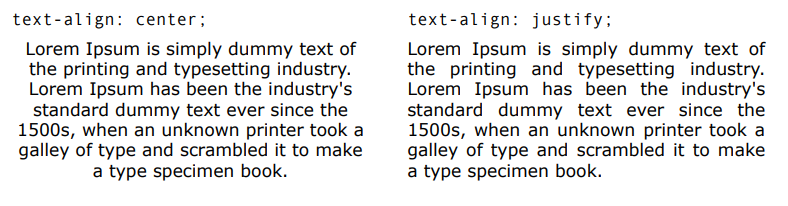 text-align: center;
Lorem Ipsum is simply dummy text of
the printing and typesetting industry.
Lorem Ipsum has been the industry's
standard dummy text ever since the
1500s, when an unknown printer took a
galley of type and scrambled it to make
a type specimen book.
text-align: justify;
Lorem Ipsum is simply dummy text of
the printing and typesetting industry.
Lorem Ipsum has been the industry's
standard dummy text ever since the
1500s, when an unknown printer took a
galley of type and scrambled it to make
a type specimen book.